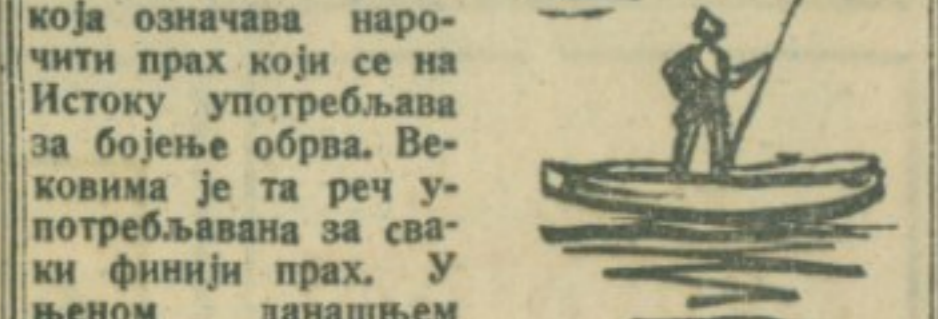 која означава наро-
чити прах који се на
Истоку употребљава
за бојење обрва. Ве-
ковима је та реч у-
потребљавана за сва-
ки финији прах. У
њеном данашњем